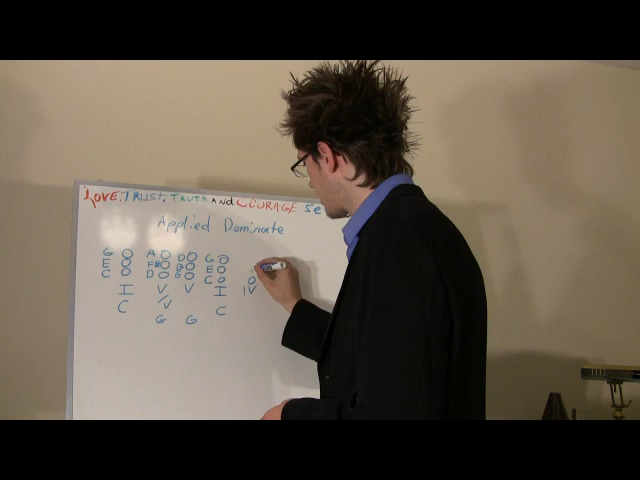 LOVE, TRUST, TRUTH AND COURAGE SE
Applied Dominate
G O A O D O G O
E O F# O B O E O
C O D O G O C O O
I V V I IV
C /V C
G G